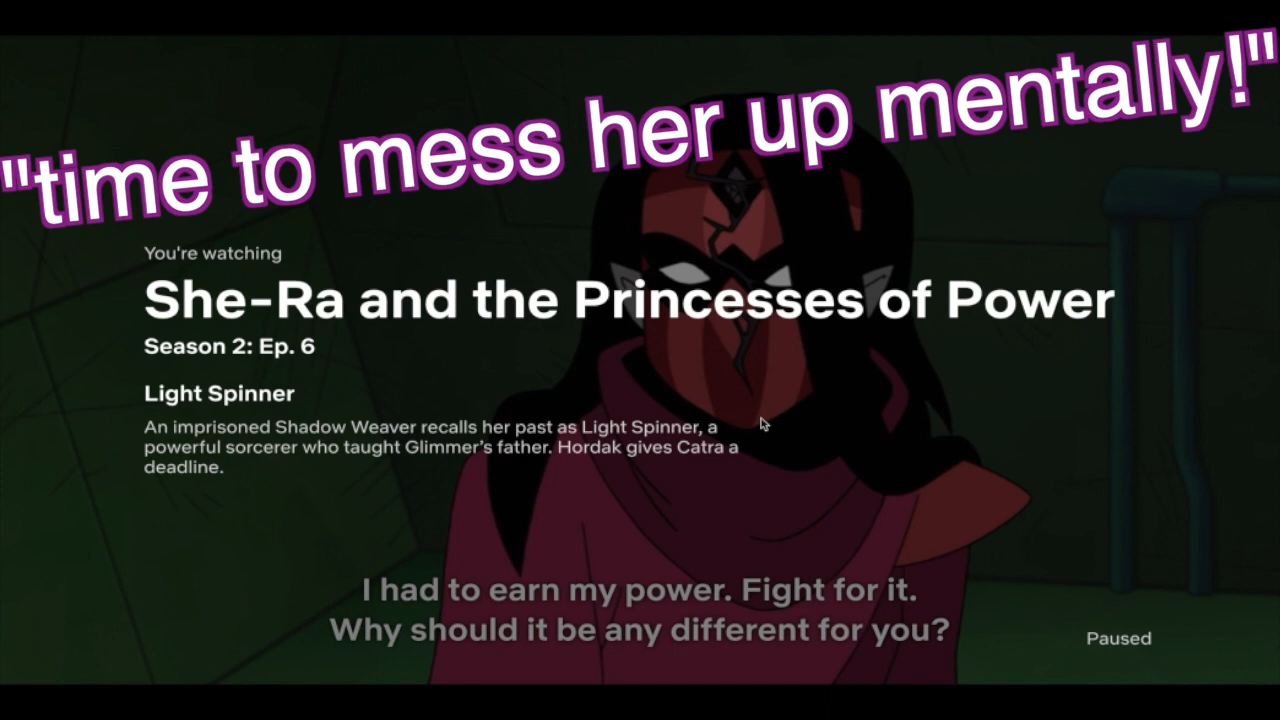 "time to mess her up mentally!"
You're watching
She-Ra and the Princesses of Power
Season 2: Ep. 6
Light Spinner
An imprisoned Shadow Weaver recalls her past as Light Spinner, a
powerful sorcerer who taught Glimmer's father. Hordak gives Catra a
deadline.
I had to earn my power. Fight for it.
Why should it be any different for you?
Paused